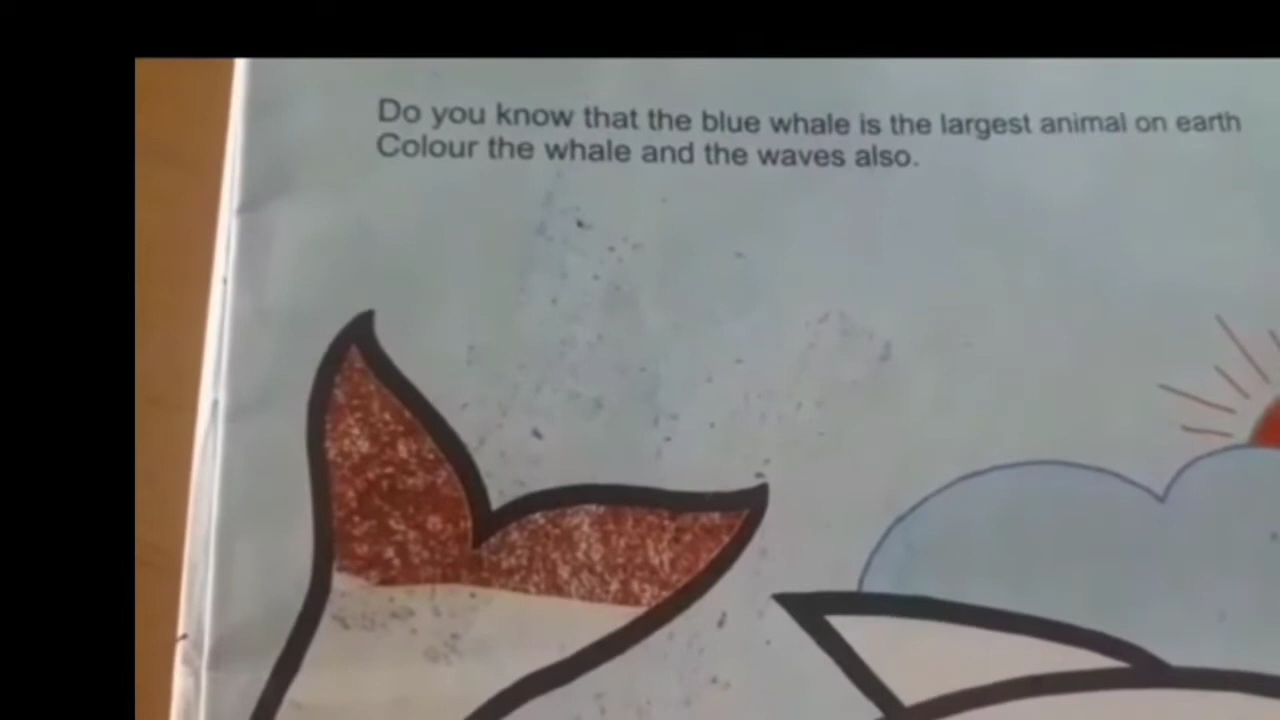 Do you know that the blue whale is the largest animal on earth
Colour the whale and the waves also.